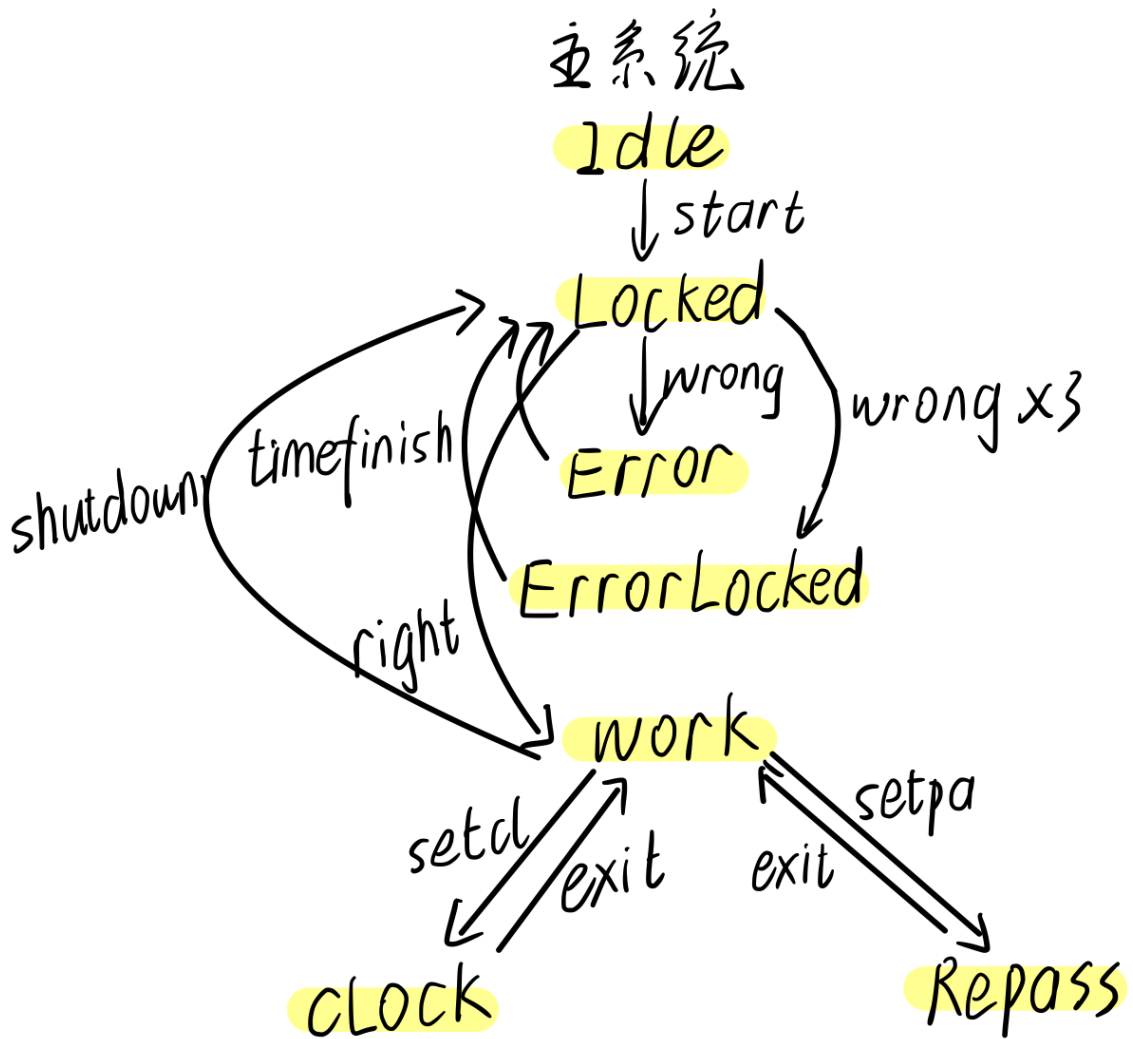 主系统
Idle
start
Locked
wrong
wrong x3
timefinish
Error
shutdown
ErrorLocked
right
work
setcl
exit
exit
setpa
CLOCK
Repass